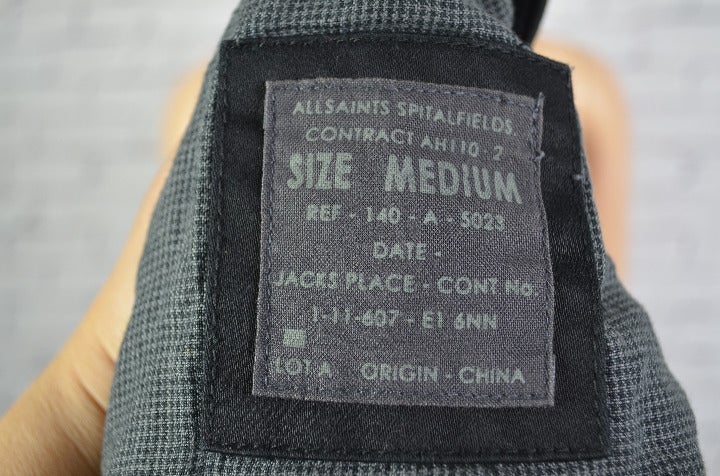 ALLSAINTS SPITALFIELDS.
CONTRACT AH110 2
SIZE MEDIUM
REF - 140 - A - 5023
DATE -
JACKS PLACE - CONT No.
1-11-607 - E1 6NN
LOT A ORIGIN - CHINA